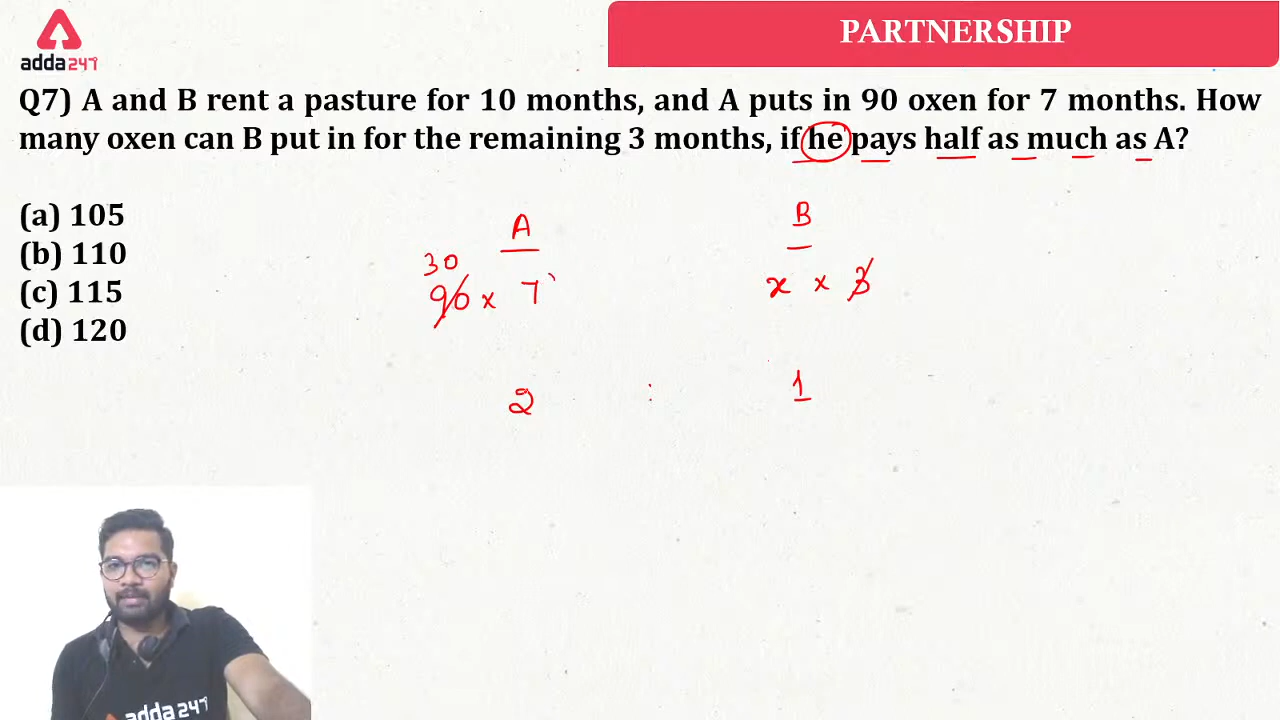 PARTNERSHIP
adda247
Q7) A and B rent a pasture for 10 months, and A puts in 90 oxen for 7 months. How
many oxen can B put in for the remaining 3 months, if he pays half as much as A?
(a) 105
(b) 110
(c) 115
(d) 120
A B
30
90 x 7 x x 3
2 : 1
adda247